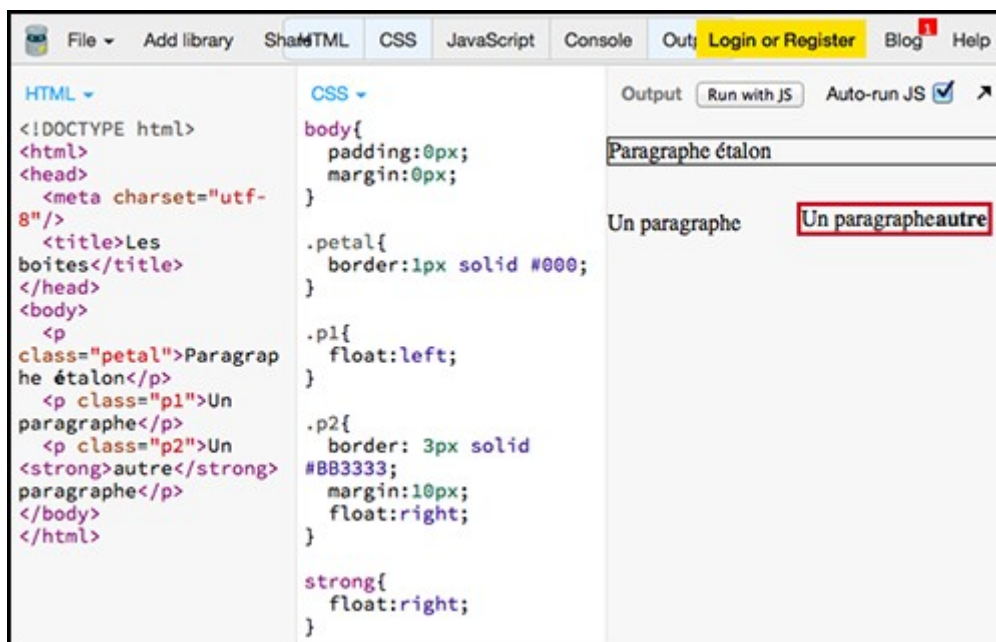 File Add library Share HTML CSS JavaScript Console Output Login or Register Blog 1 Help
HTML
<!DOCTYPE html>
<html>
<head>
<meta charset="utf-
8"/>
<title>Les
boites</title>
</head>
<body>
<p
class="petal">Paragrap
he étalon</p>
<p class="p1">Un
paragraphe</p>
<p class="p2">Un
<strong>autre</strong>
paragraphe</p>
</body>
</html>
CSS
body{
padding:0px;
margin:0px;
}
.petal{
border:1px solid #000;
}
.p1{
float:left;
}
.p2{
border: 3px solid
#BB3333;
margin:10px;
float:right;
}
strong{
float:right;
}
Output Run with JS Auto-run JS
Paragraphe étalon
Un paragraphe
Un paragrapheautre